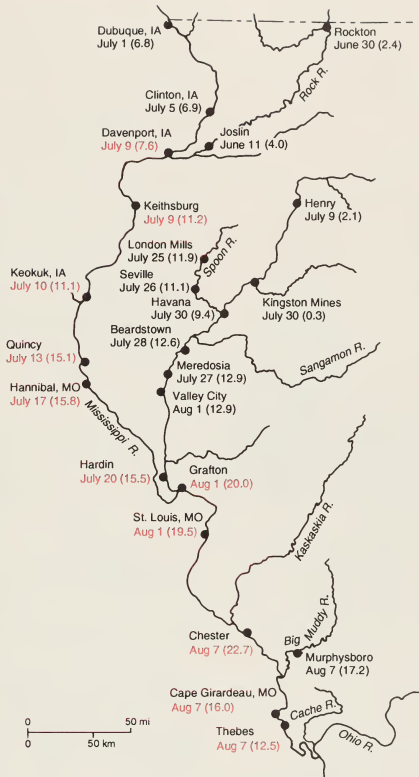 Dubuque, IA
July 1 (6.8)
Rockton
June 30 (2.4)
Rock R.
Clinton, IA
July 5 (6.9)
Davenport, IA
July 9 (7.6)
Joslin
June 11 (4.0)
Keithsburg
July 9 (11.2)
Henry
July 9 (2.1)
London Mills
July 25 (11.9)
Spoon R.
Seville
July 26 (11.1)
Keokuk, IA
July 10 (11.1)
Havana
July 30 (9.4)
Kingston Mines
July 30 (0.3)
Beardstown
July 28 (12.6)
Quincy
July 13 (15.1)
Sangamon R.
Meredosia
July 27 (12.9)
Hannibal, MO
July 17 (15.8)
Valley City
Aug 1 (12.9)
Mississippi R.
Hardin
July 20 (15.5)
Grafton
Aug 1 (20.0)
St. Louis, MO
Aug 1 (19.5)
Kaskaskia R.
Chester
Aug 7 (22.7)
Big
Muddy R.
Murphysboro
Aug 7 (17.2)
Cape Girardeau, MO
Aug 7 (16.0)
Cache R.
Thebes
Aug 7 (12.5)
Ohio R.
0 50 mi
0 50 km